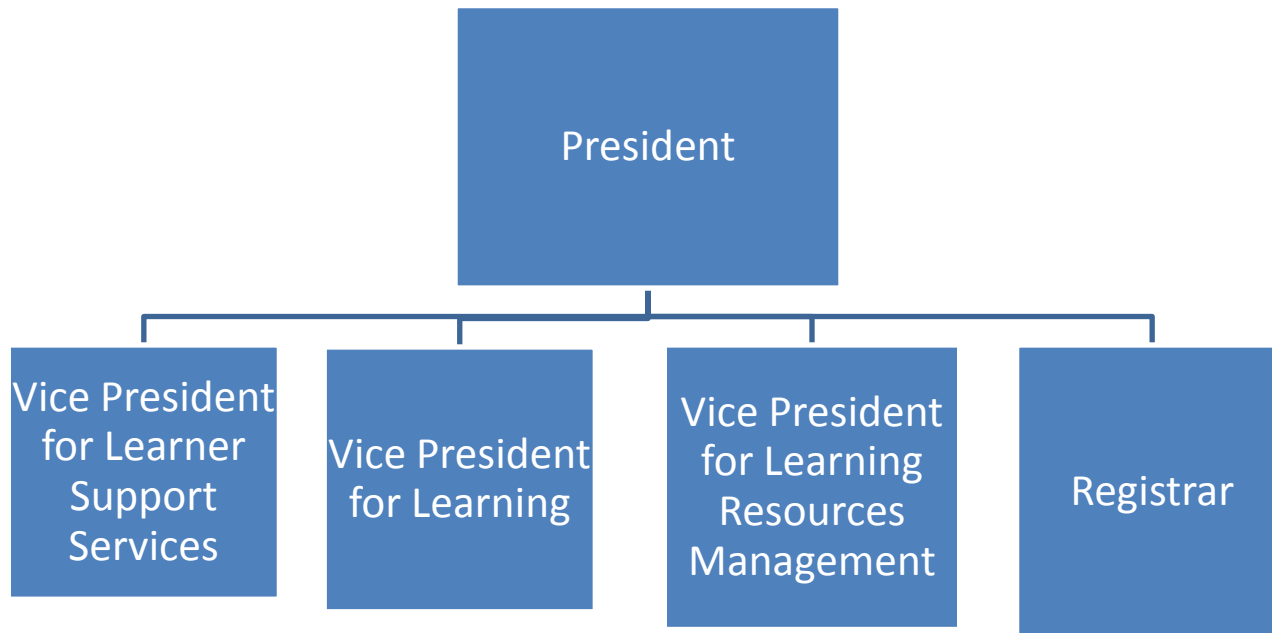 President
Vice President
for Learner
Support
Services
Vice President
for Learning
Vice President
for Learning
Resources
Management
Registrar